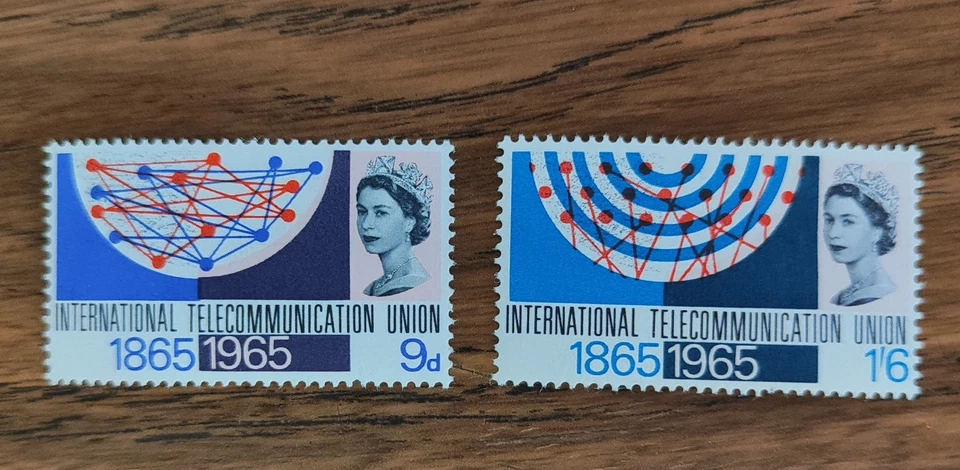 INTERNATIONAL TELECOMMUNICATION UNION
1865 1965 9d
INTERNATIONAL TELECOMMUNICATION UNION
1865 1965 1'6